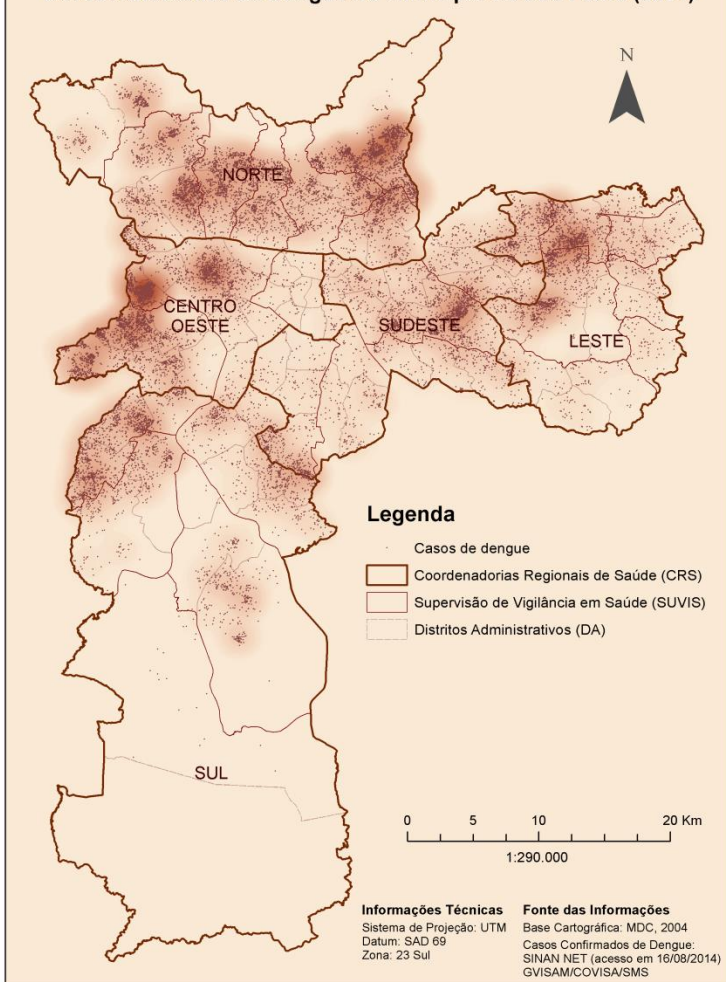 N
NORTE
CENTRO
OESTE
SUDESTE
LESTE
SUL
Legenda
Casos de dengue
Coordenadorias Regionais de Saúde (CRS)
Supervisão de Vigilância em Saúde (SUVIS)
Distritos Administrativos (DA)
0 5 10 20 Km
1:290.000
Informações Técnicas
Sistema de Projeção: UTM
Datum: SAD 69
Zona: 23 Sul
Fonte das Informações
Base Cartográfica: MDC, 2004
Casos Confirmados de Dengue:
SINAN NET (acesso em 16/08/2014)
GVISAM/COVISA/SMS